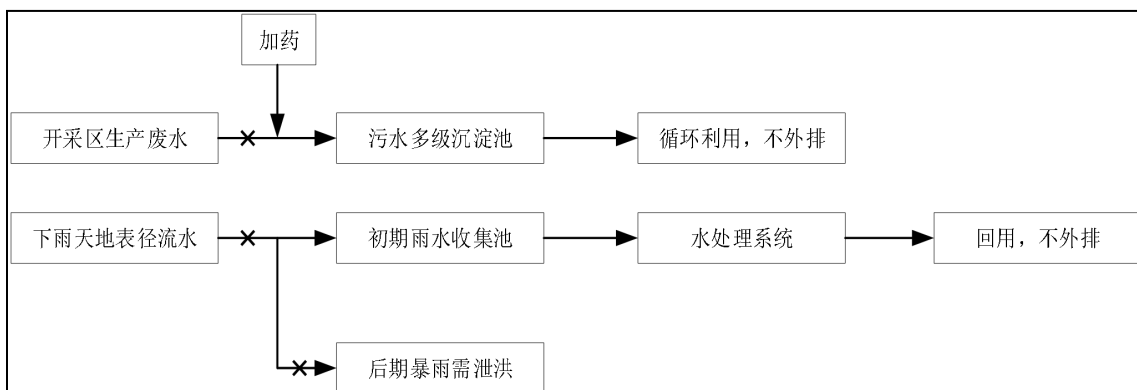 加药
开采区生产废水
污水多级沉淀池
循环利用，不外排
下雨天地表径流水
初期雨水收集池
水处理系统
回用，不外排
后期暴雨需泄洪